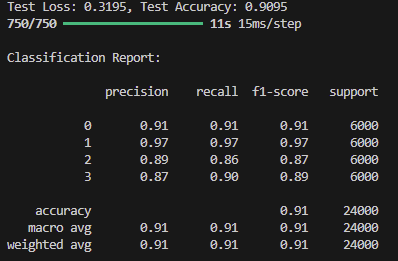 Test Loss: 0.3195, Test Accuracy: 0.9095
750/750 ━━━━━━━━━━━━━━━━━━━━ 11s 15ms/step
Classification Report:
precision recall f1-score support
0 0.91 0.91 0.91 6000
1 0.97 0.97 0.97 6000
2 0.89 0.86 0.87 6000
3 0.87 0.90 0.89 6000
accuracy 0.91 24000
macro avg 0.91 0.91 0.91 24000
weighted avg 0.91 0.91 0.91 24000